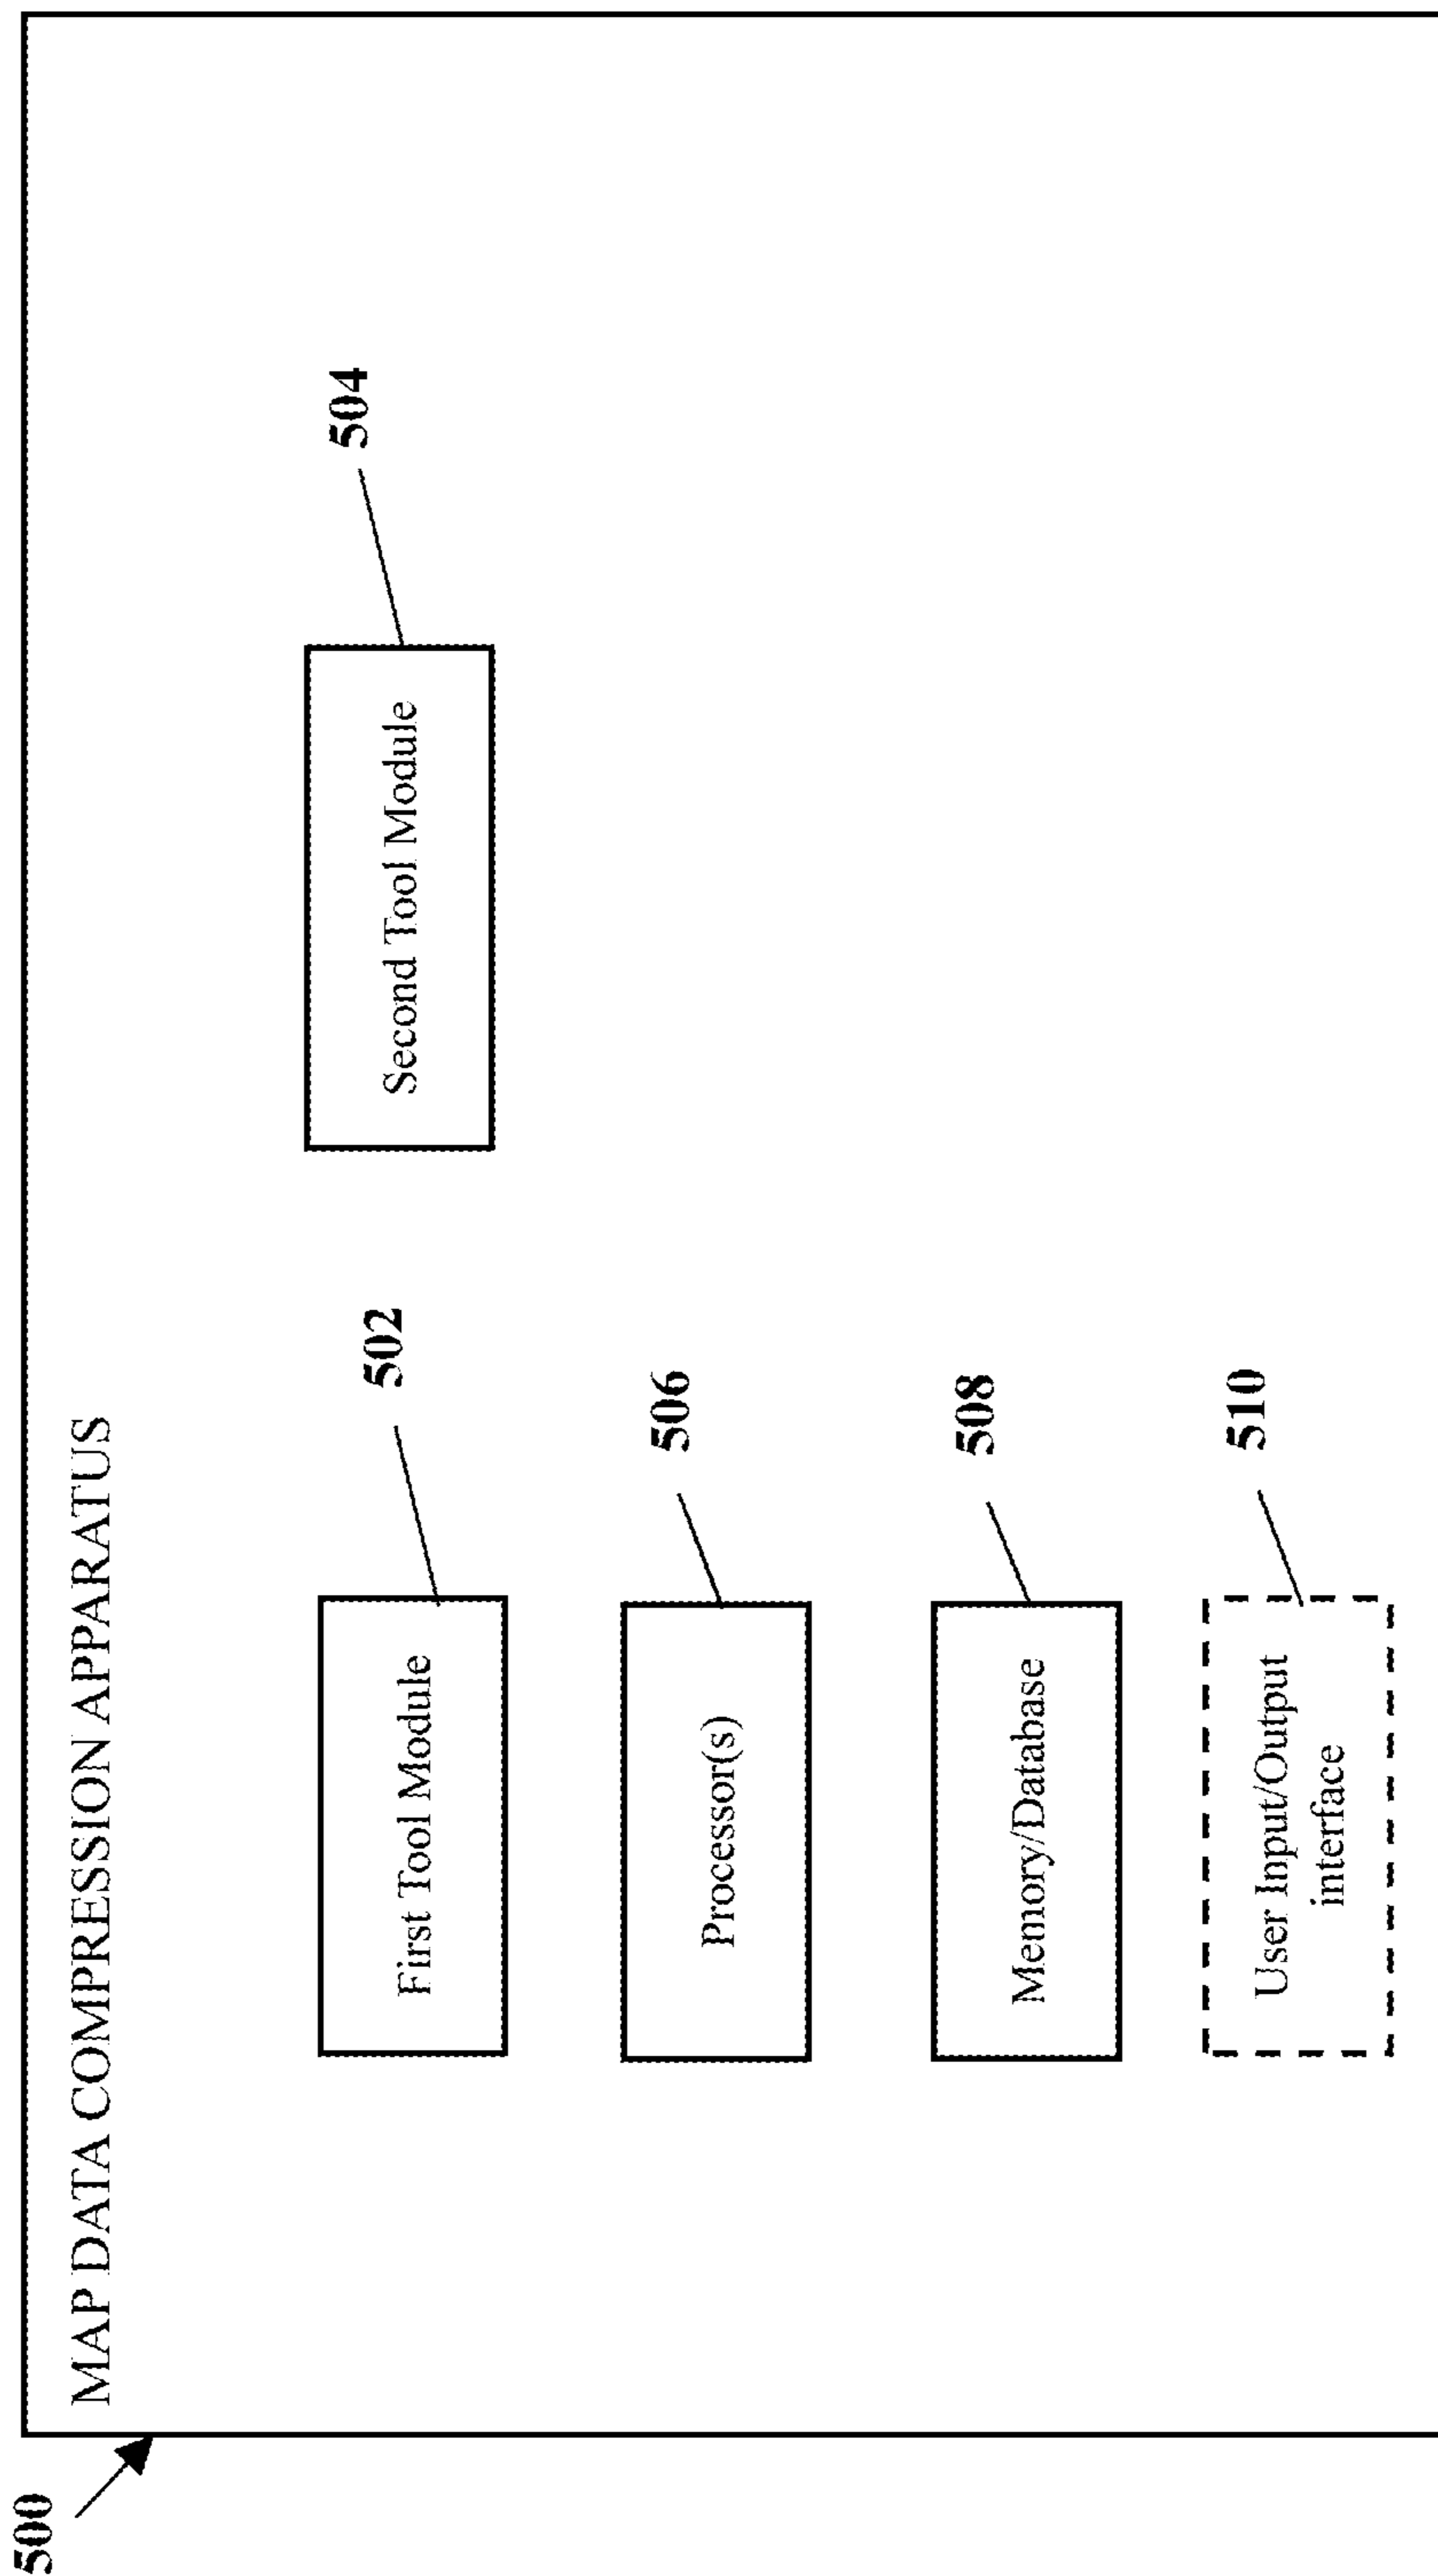 500
MAP DATA COMPRESSION APPARATUS
First Tool Module
502
Second Tool Module
504
Processor(s)
506
Memory/Database
508
User Input/Output
interface
510